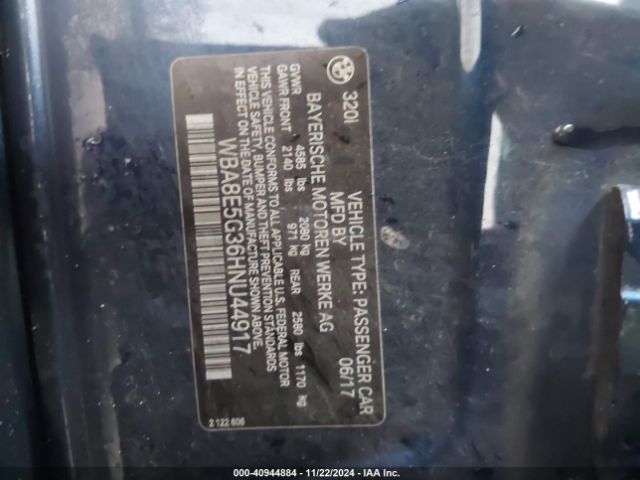 320I
VEHICLE TYPE: PASSENGER CAR
MFD BY 06/17
BAYERISCHE MOTOREN WERKE AG
GVWR 4585 lbs 2080 kg
GAWR FRONT 2140 lbs 971 kg REAR 2580 lbs 1170 kg
THIS VEHICLE CONFORMS TO ALL APPLICABLE U.S. FEDERAL MOTOR
VEHICLE SAFETY, BUMPER AND THEFT PREVENTION STANDARDS
IN EFFECT ON THE DATE OF MANUFACTURE SHOWN ABOVE.
WBA8E5G36HNU44917
2 122 606
000-40944884 - 11/22/2024 - IAA Inc.